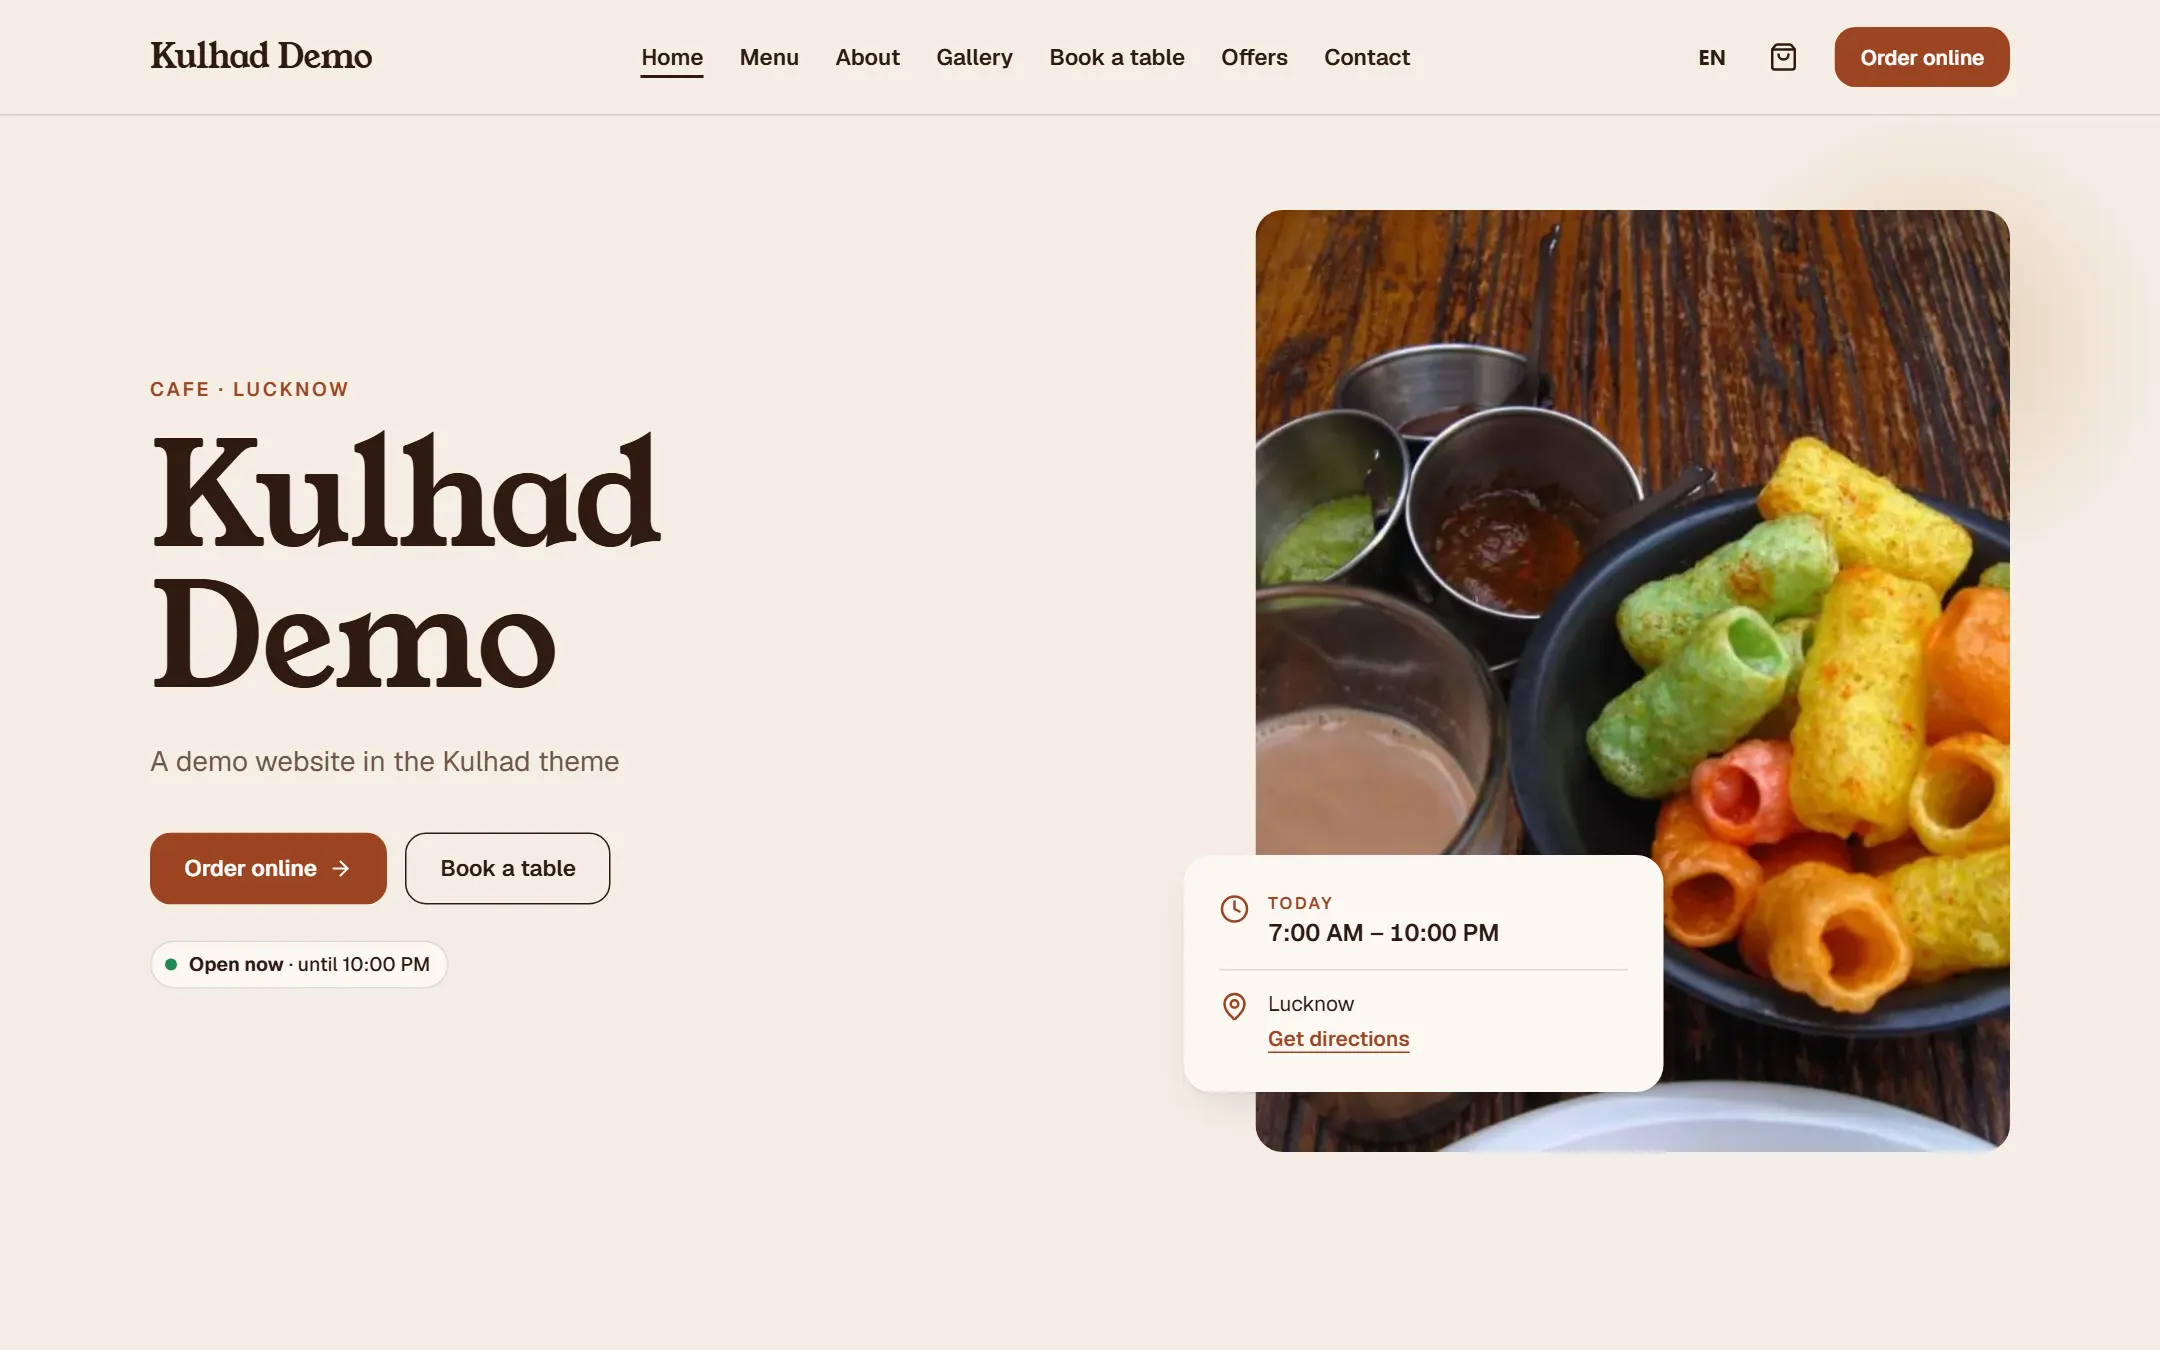 Kulhad Demo
Home Menu About Gallery Book a table Offers Contact
EN
Order online
CAFE · LUCKNOW
Kulhad
Demo
A demo website in the Kulhad theme
Order online →
Book a table
Open now · until 10:00 PM
TODAY
7:00 AM – 10:00 PM
Lucknow
Get directions